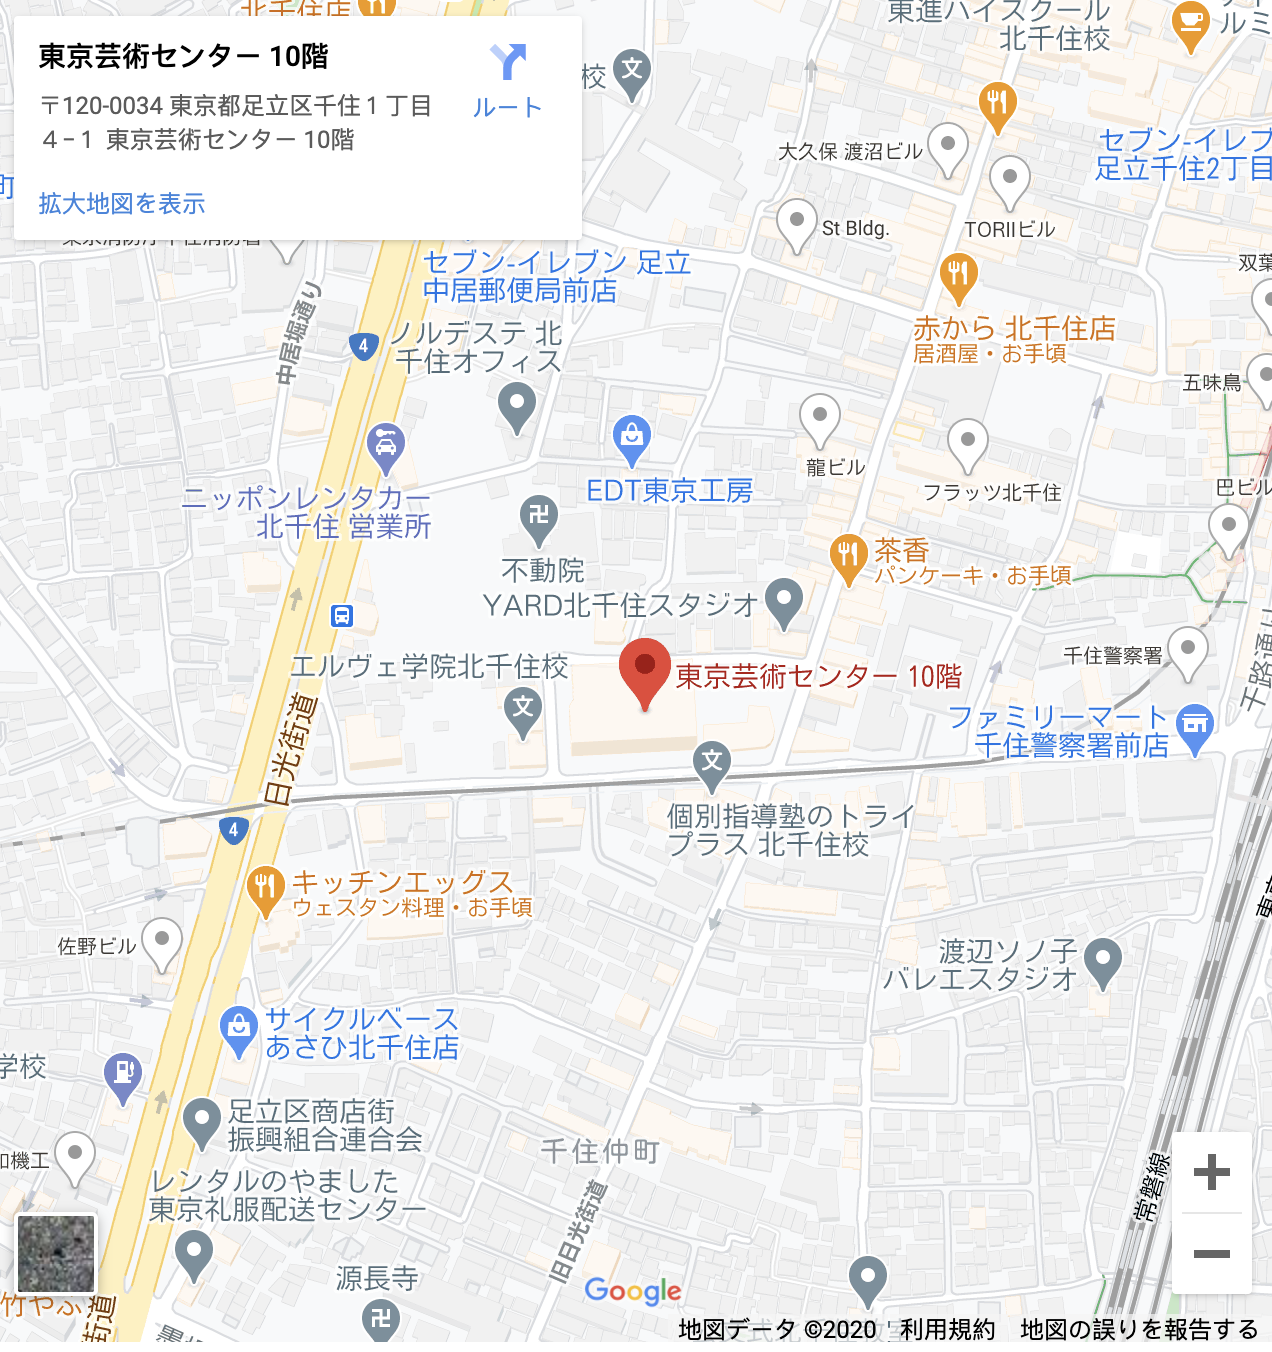 北千住店
東京芸術センター 10階
〒120-0034 東京都足立区千住1丁目
4−1 東京芸術センター 10階
ルート
拡大地図を表示
校
東進ハイスクール
北千住校
ルミ
大久保 渡沼ビル
St Bldg.
TORIIビル
セブン-イレブ
足立千住2丁目
町
セブン-イレブン 足立
中居郵便局前店
双葉
中居堀通り
4
ノルデステ 北
千住オフィス
赤から 北千住店
居酒屋・お手頃
五味鳥
龍ビル
フラッツ北千住
巴ビル
ニッポンレンタカー
北千住 営業所
EDT東京工房
不動院
茶香
パンケーキ・お手頃
YARD北千住スタジオ
エルヴェ学院北千住校
東京芸術センター 10階
千住警察署
ファミリーマート
千住警察署前店
日光街道
4
個別指導塾のトライ
プラス 北千住校
キッチンエッグス
ウェスタン料理・お手頃
佐野ビル
渡辺ソノ子
バレエスタジオ
サイクルベース
あさひ北千住店
学校
足立区商店街
振興組合連合会
千住仲町
和機工
レンタルのやました
東京礼服配送センター
旧日光街道
常磐線
源長寺
竹やぶ
街道
Google
地図データ ©2020
利用規約
地図の誤りを報告する